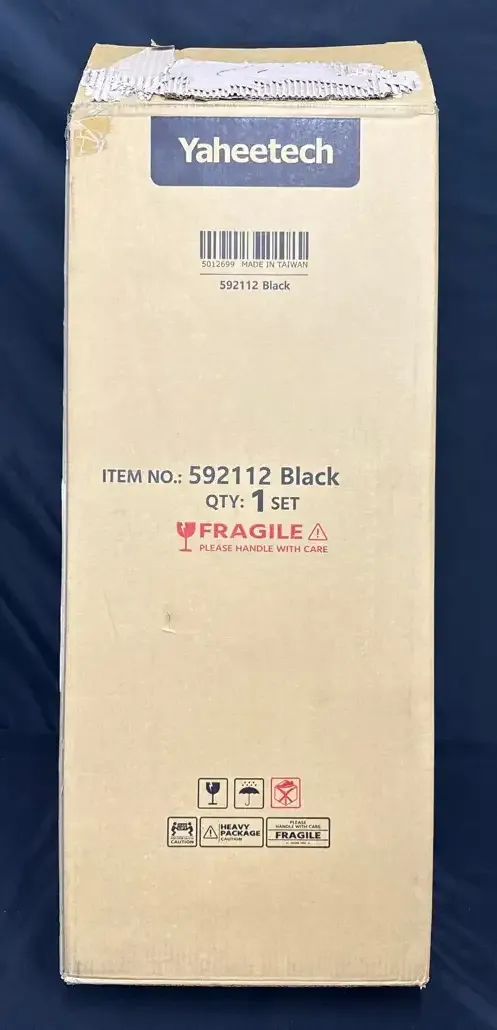 Yaheetech
5012699 MADE IN TAIWAN
592112 Black
ITEM NO.: 592112 Black
QTY: 1 SET
FRAGILE
PLEASE HANDLE WITH CARE
CAUTION
HEAVY
PACKAGE
CAUTION
PLEASE
HANDLE WITH CARE
FRAGILE